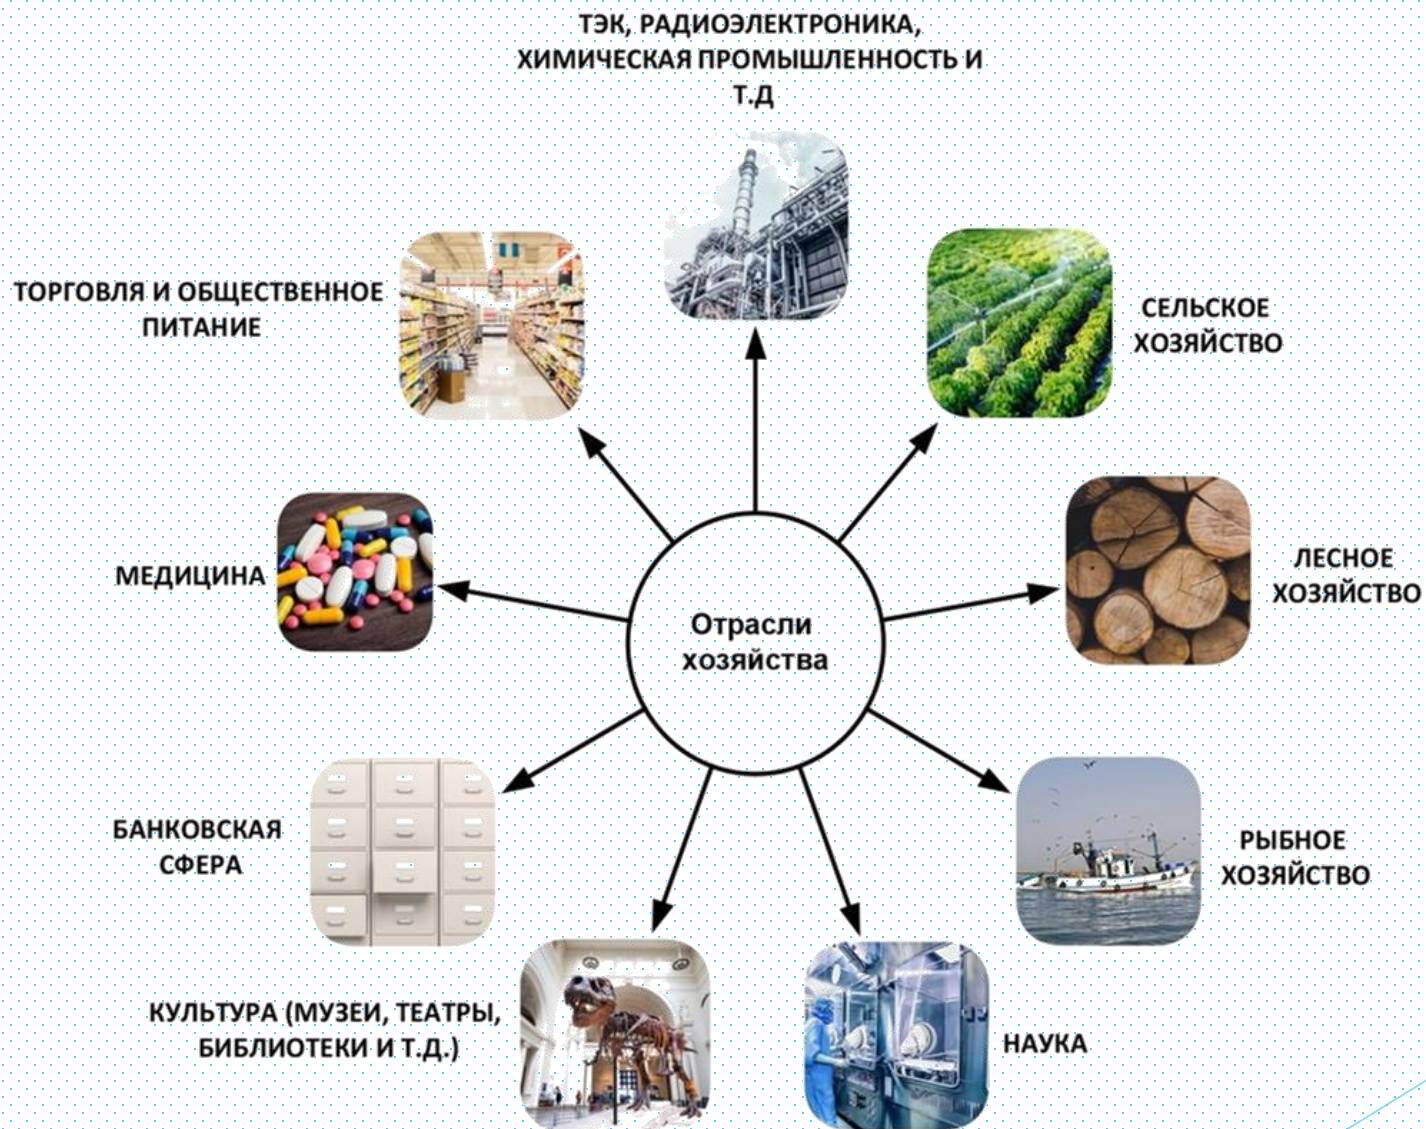 ТЭК, РАДИОЭЛЕКТРОНИКА,
ХИМИЧЕСКАЯ ПРОМЫШЛЕННОСТЬ И
Т.Д
ТОРГОВЛЯ И ОБЩЕСТВЕННОЕ
ПИТАНИЕ
СЕЛЬСКОЕ
ХОЗЯЙСТВО
МЕДИЦИНА
ЛЕСНОЕ
ХОЗЯЙСТВО
Отрасли
хозяйства
БАНКОВСКАЯ
СФЕРА
РЫБНОЕ
ХОЗЯЙСТВО
КУЛЬТУРА (МУЗЕИ, ТЕАТРЫ,
БИБЛИОТЕКИ И Т.Д.)
НАУКА